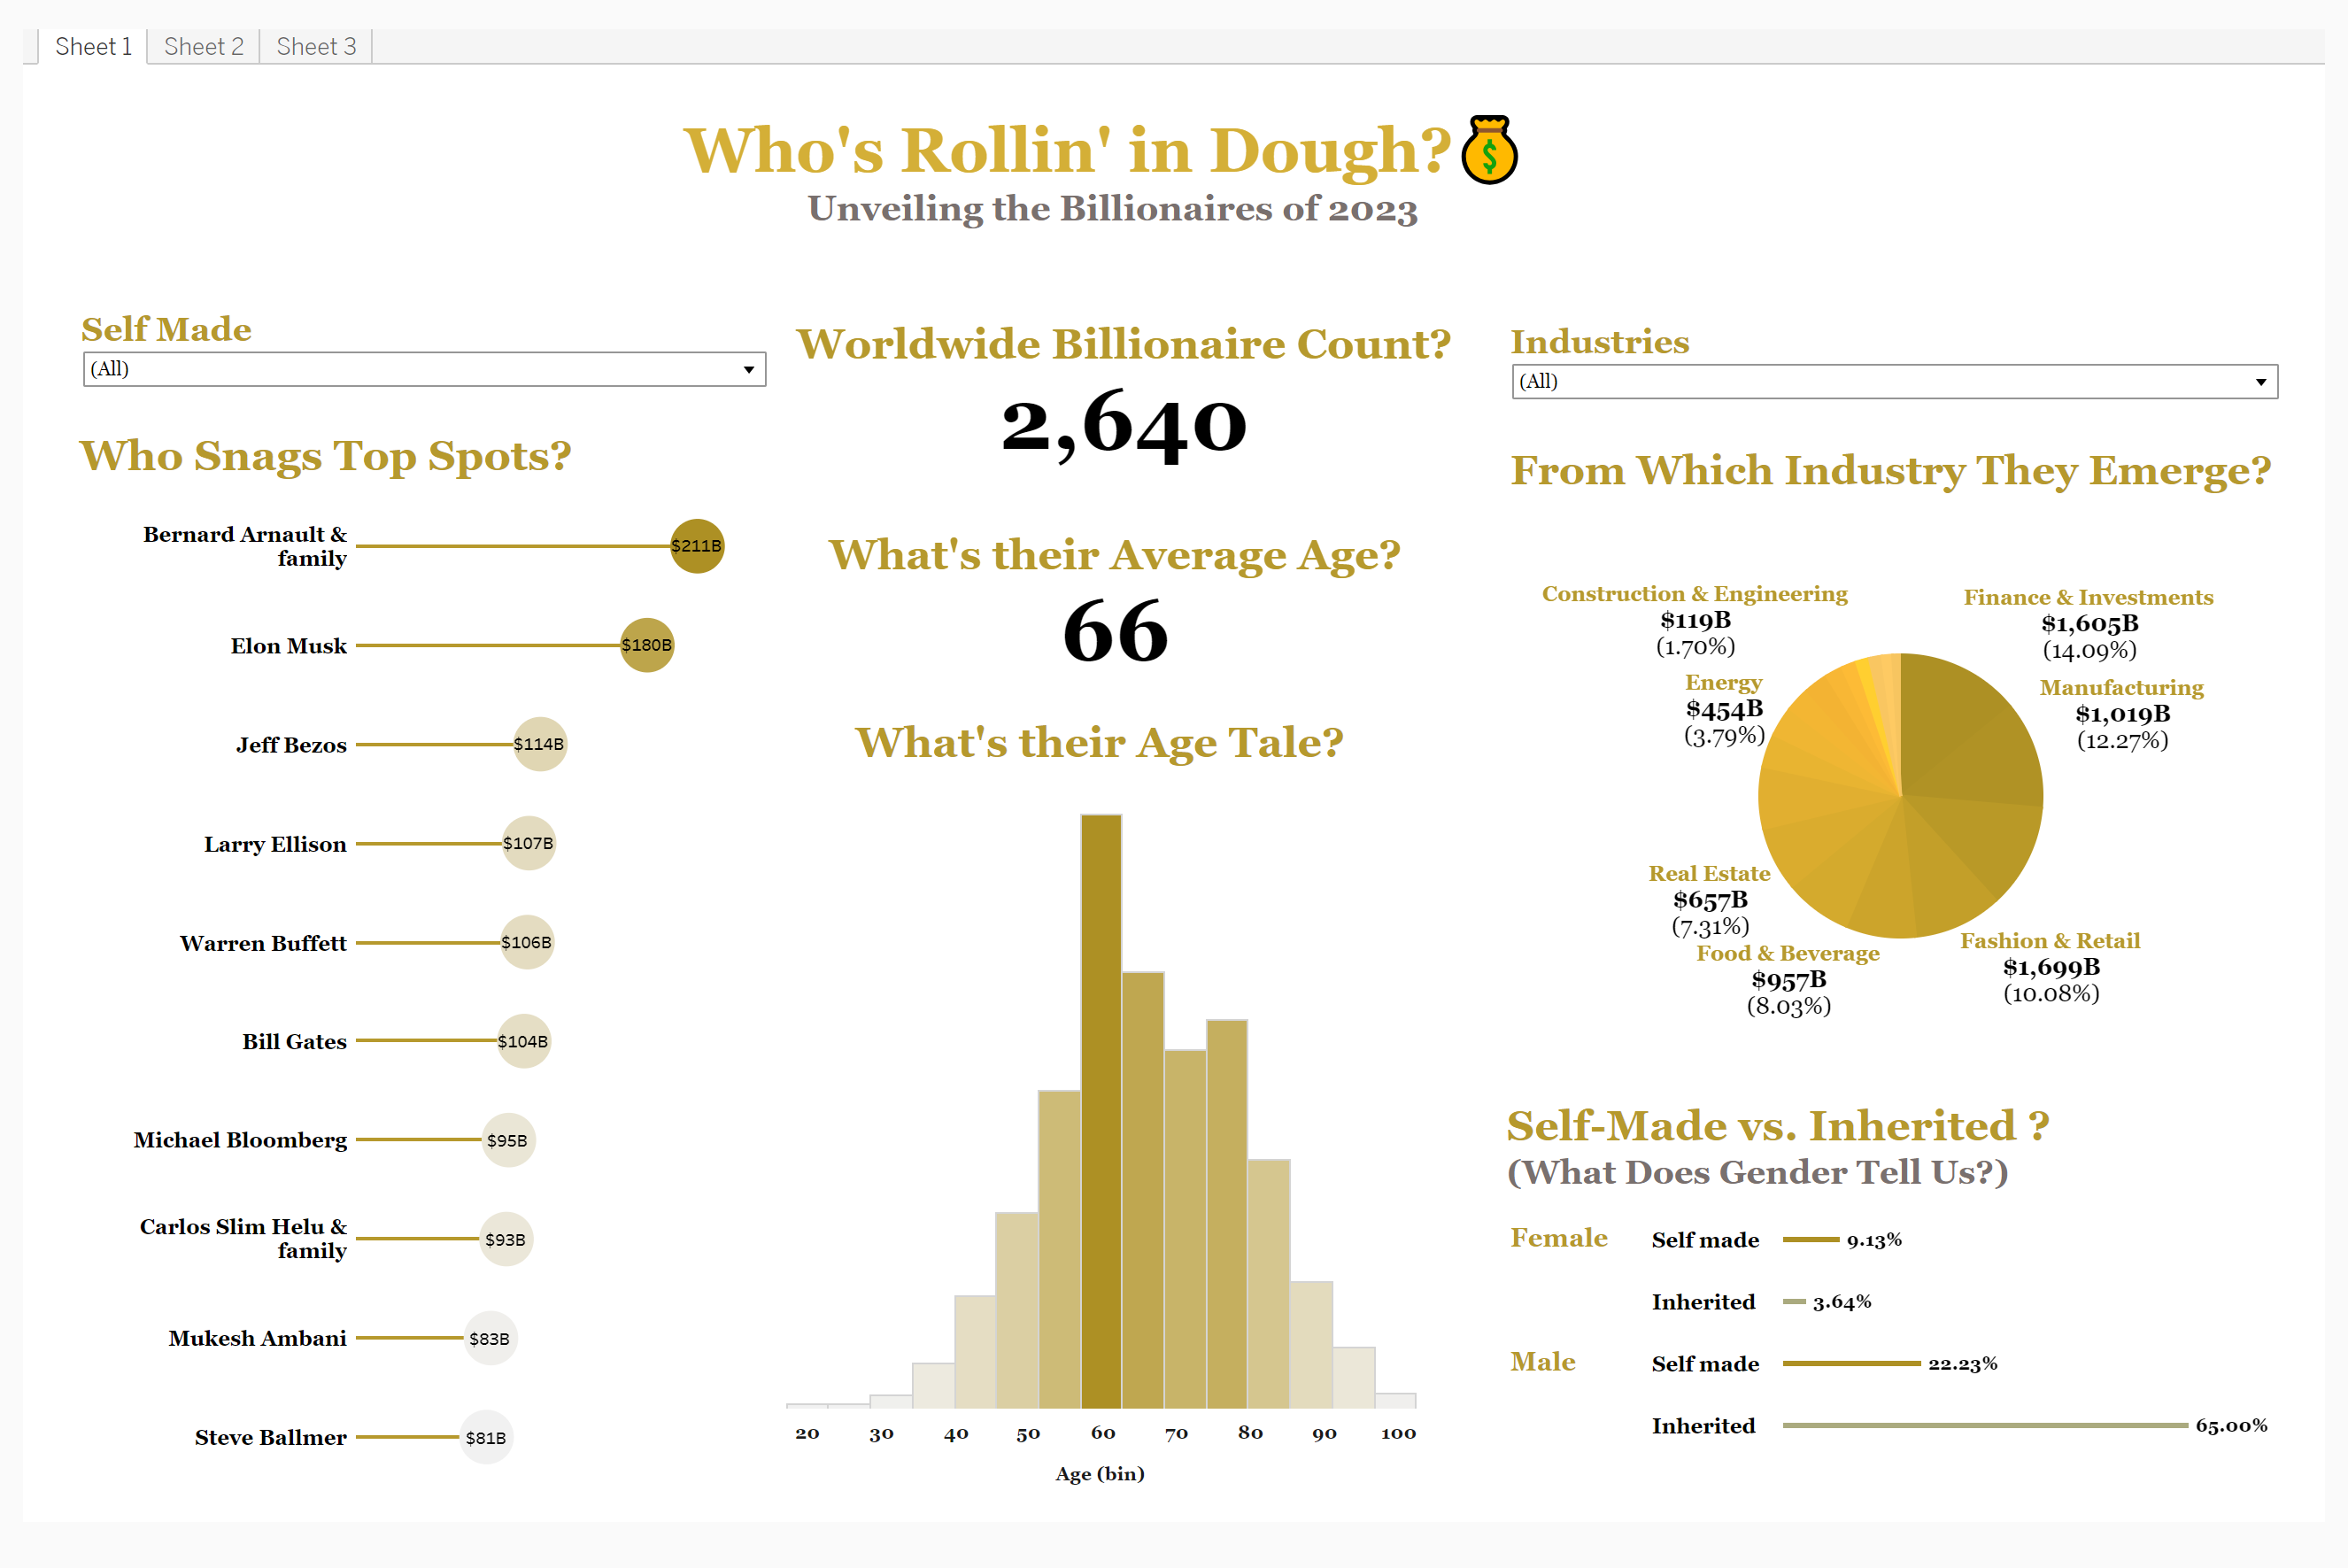 Sheet 1
Sheet 2
Sheet 3
Who's Rollin' in Dough?
Unveiling the Billionaires of 2023
Self Made
(All)
Who Snags Top Spots?
Bernard Arnault &
family
$211B
Elon Musk
$180B
Jeff Bezos
$114B
Larry Ellison
$107B
Warren Buffett
$106B
Bill Gates
$104B
Michael Bloomberg
$95B
Carlos Slim Helu &
family
$93B
Mukesh Ambani
$83B
Steve Ballmer
$81B
Worldwide Billionaire Count?
2,640
What's their Average Age?
66
What's their Age Tale?
20 30 40 50 60 70 80 90 100
Age (bin)
Industries
(All)
From Which Industry They Emerge?
Construction & Engineering
$119B
(1.70%)
Finance & Investments
$1,605B
(14.09%)
Energy
$454B
(3.79%)
Manufacturing
$1,019B
(12.27%)
Real Estate
$657B
(7.31%)
Food & Beverage
$957B
(8.03%)
Fashion & Retail
$1,699B
(10.08%)
Self-Made vs. Inherited ?
(What Does Gender Tell Us?)
Female
Self made
9.13%
Inherited
3.64%
Male
Self made
22.23%
Inherited
65.00%